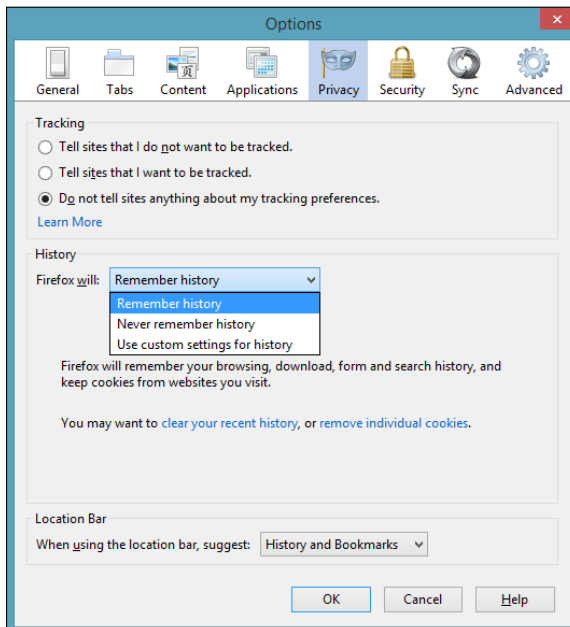 Options
General Tabs Content Applications Privacy Security Sync Advanced
页
Tracking
Tell sites that I do not want to be tracked.
Tell sites that I want to be tracked.
Do not tell sites anything about my tracking preferences.
Learn More
History
Firefox will: Remember history
Remember history
Never remember history
Use custom settings for history
Firefox will remember your browsing, download, form and search history, and
keep cookies from websites you visit.
You may want to clear your recent history, or remove individual cookies.
Location Bar
When using the location bar, suggest: History and Bookmarks
OK Cancel Help